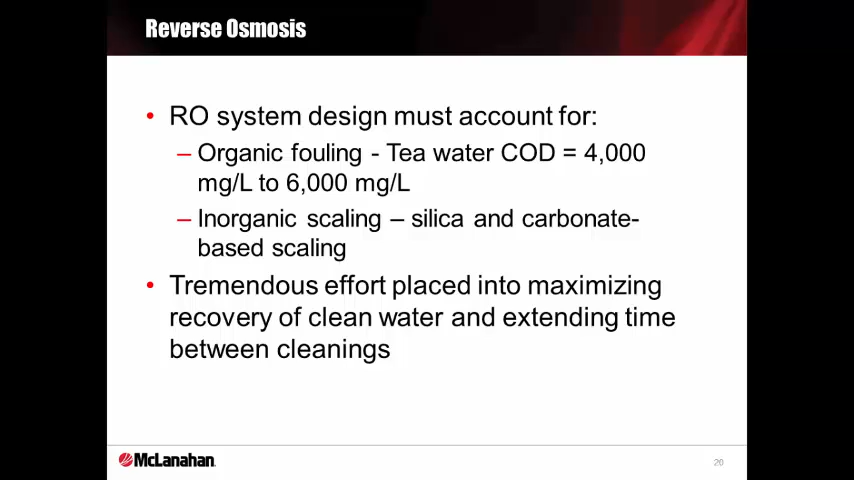 Reverse Osmosis
• RO system design must account for:
– Organic fouling - Tea water COD = 4,000
mg/L to 6,000 mg/L
– Inorganic scaling – silica and carbonate-
based scaling
• Tremendous effort placed into maximizing
recovery of clean water and extending time
between cleanings
McLanahan
20